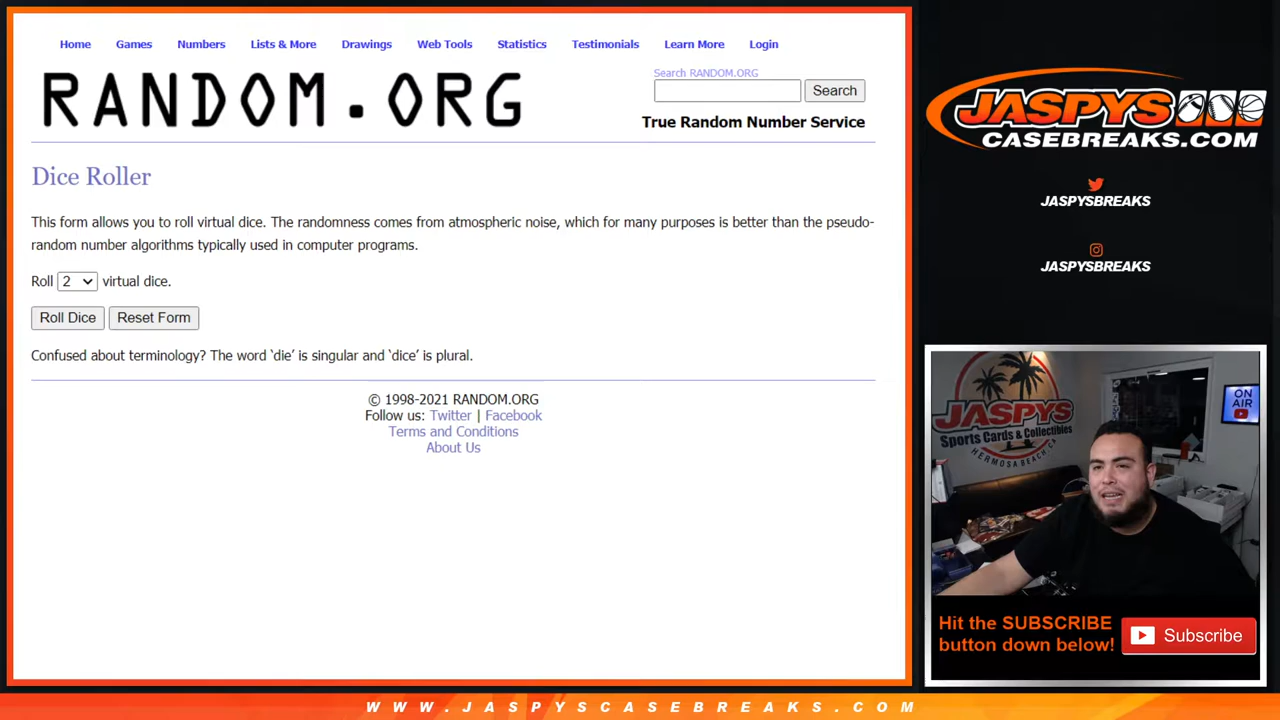 Home Games Numbers Lists & More Drawings Web Tools Statistics Testimonials Learn More Login
RANDOM.ORG
Search RANDOM.ORG
Search
True Random Number Service
Dice Roller
This form allows you to roll virtual dice. The randomness comes from atmospheric noise, which for many purposes is better than the pseudo-
random number algorithms typically used in computer programs.
Roll 2 virtual dice.
Roll Dice Reset Form
Confused about terminology? The word ‘die’ is singular and ‘dice’ is plural.
© 1998-2021 RANDOM.ORG
Follow us: Twitter | Facebook
Terms and Conditions
About Us
JASPYS
CASEBREAKS.COM
JASPYSBREAKS
JASPYSBREAKS
JASPYS
Sports Cards & Collectibles
HERMOSA BEACH, CA
ON
AIR
Hit the SUBSCRIBE
button down below!
Subscribe
WWW.JASPYSCASEBREAKS.COM